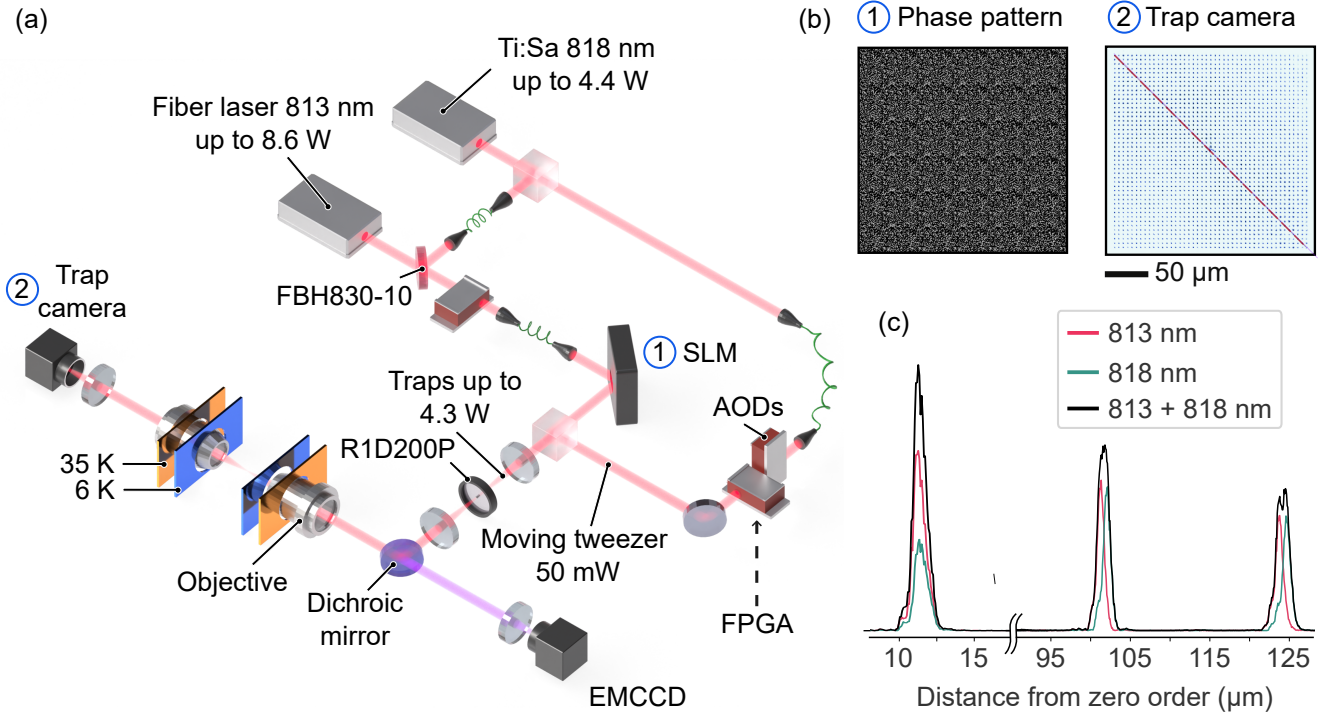 (a)
Ti:Sa 818 nm
up to 4.4 W
Fiber laser 813 nm
up to 8.6 W
FBH830-10
2 Trap
camera
1 SLM
Traps up to
4.3 W
R1D200P
AODs
35 K
6 K
Objective
Dichroic
mirror
Moving tweezer
50 mW
FPGA
EMCCD
(b)
1 Phase pattern
2 Trap camera
50 µm
(c)
813 nm
818 nm
813 + 818 nm
10 15 95 105 115 125
Distance from zero order (µm)